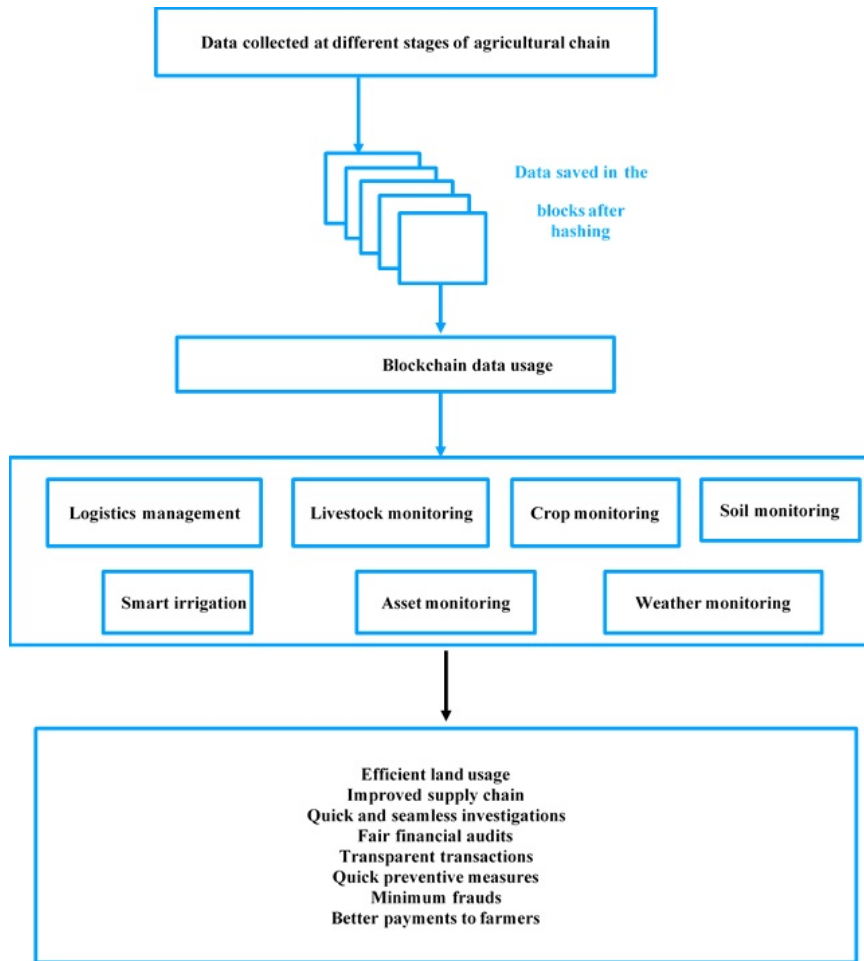 Data collected at different stages of agricultural chain
Data saved in the
blocks after
hashing
Blockchain data usage
Logistics management
Livestock monitoring
Crop monitoring
Soil monitoring
Smart irrigation
Asset monitoring
Weather monitoring
Efficient land usage
Improved supply chain
Quick and seamless investigations
Fair financial audits
Transparent transactions
Quick preventive measures
Minimum frauds
Better payments to farmers